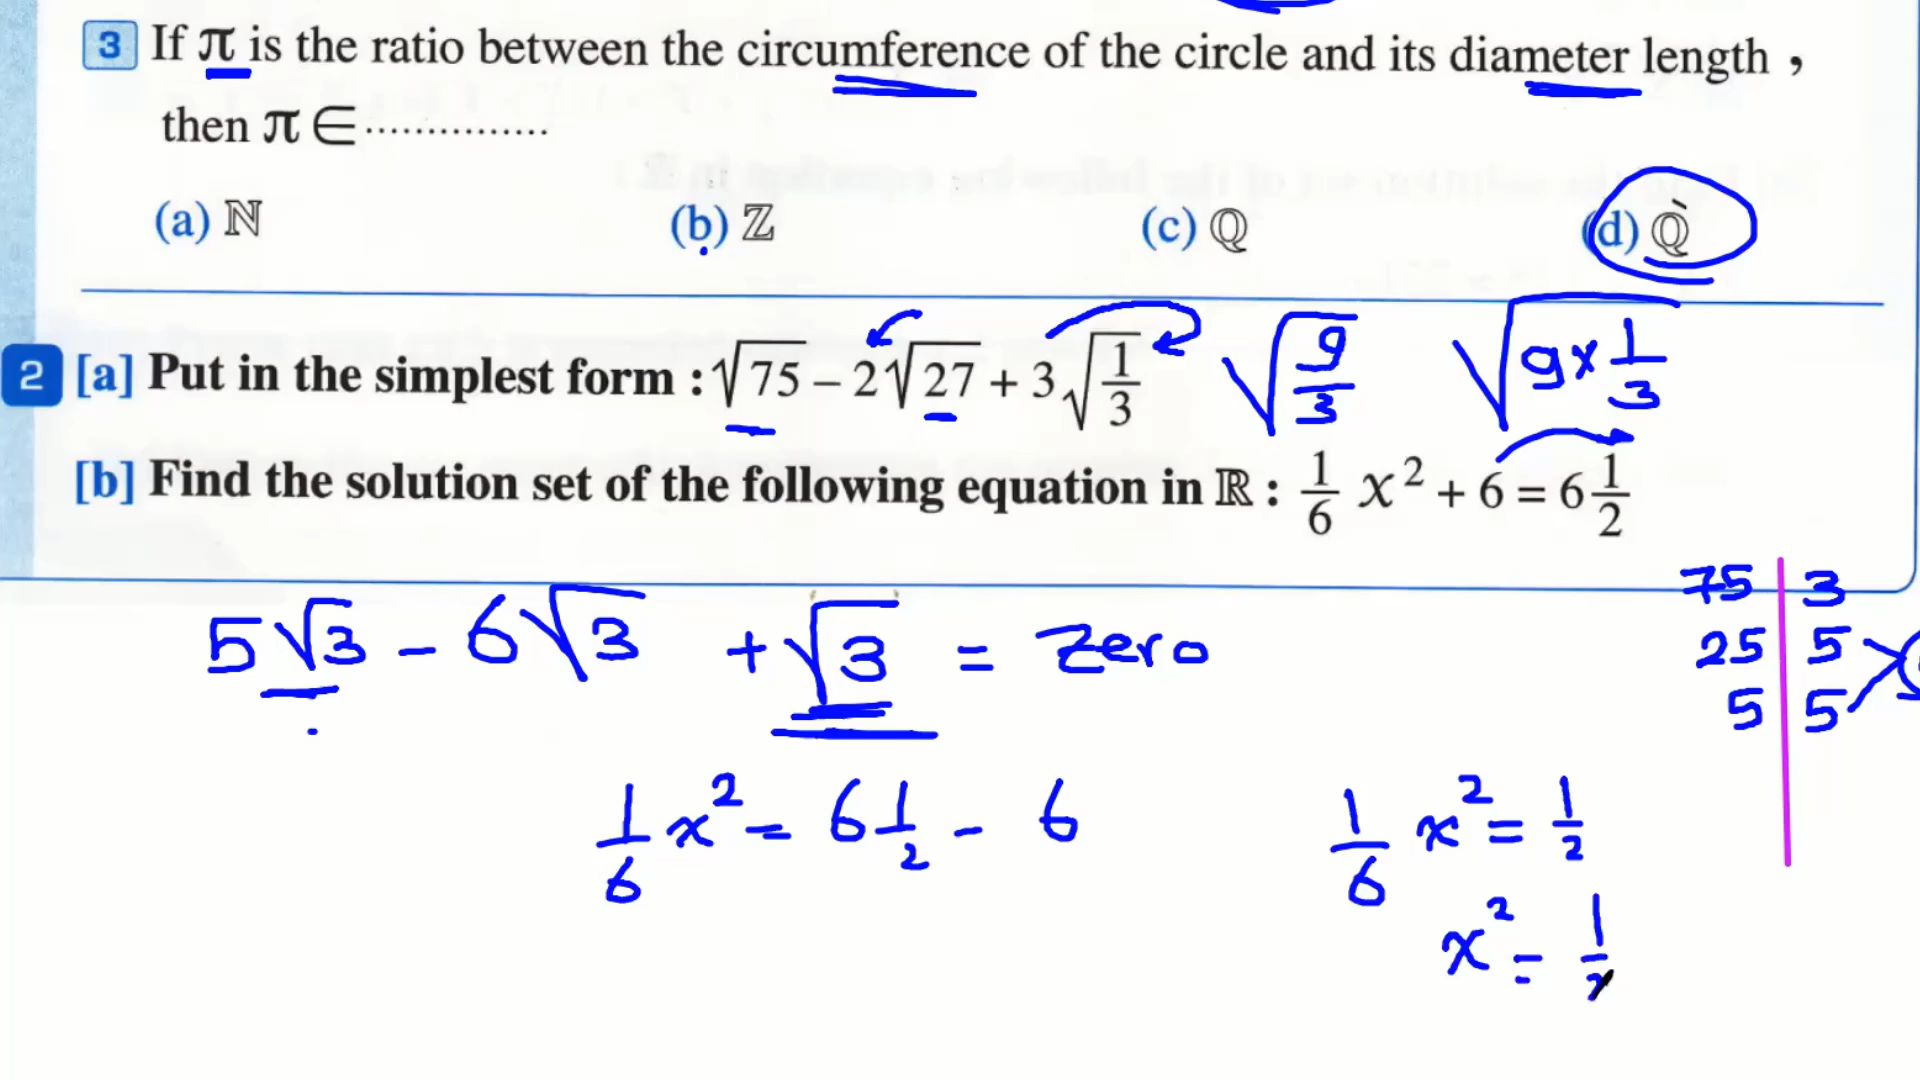 3 If π is the ratio between the circumference of the circle and its diameter length ,
then π ∈ ...............
(a) ℕ (b) ℤ (c) ℚ (d) ℚ̀
2 [a] Put in the simplest form : √75 – 2√27 + 3√(1/3) √(9/3) √(9×1/3)
[b] Find the solution set of the following equation in ℝ : 1/6 x² + 6 = 6 1/2
75 3
25 5
5 5
5√3 - 6√3 + √3 = Zero
1/6 x² = 6 1/2 - 6
1/6 x² = 1/2
x² = 1/